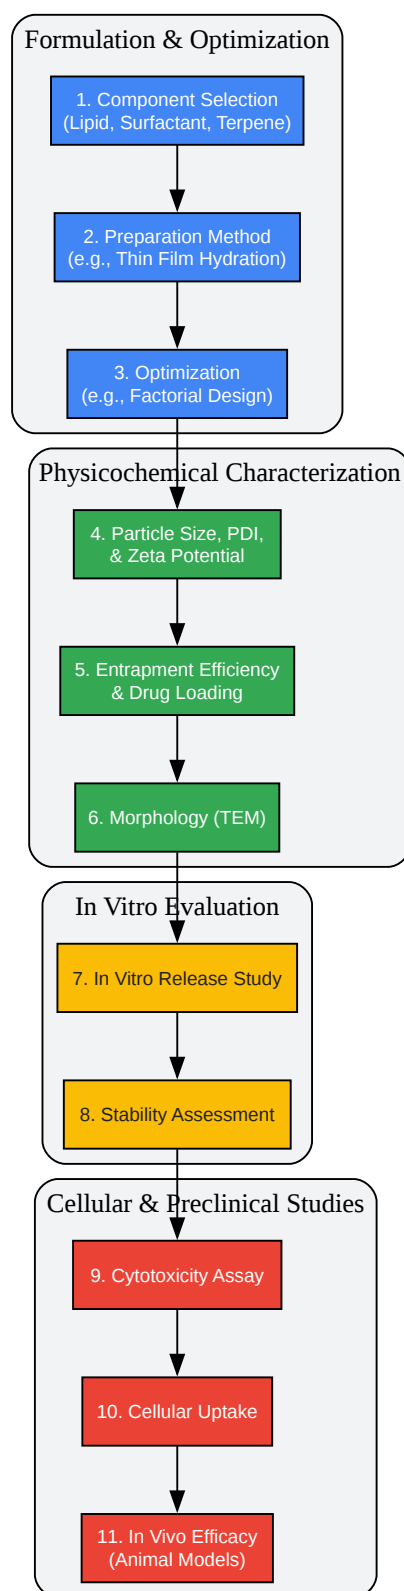 Formulation & Optimization
1. Component Selection
(Lipid, Surfactant, Terpene)
2. Preparation Method
(e.g., Thin Film Hydration)
3. Optimization
(e.g., Factorial Design)
Physicochemical Characterization
4. Particle Size, PDI,
& Zeta Potential
5. Entrapment Efficiency
& Drug Loading
6. Morphology (TEM)
In Vitro Evaluation
7. In Vitro Release Study
8. Stability Assessment
Cellular & Preclinical Studies
9. Cytotoxicity Assay
10. Cellular Uptake
11. In Vivo Efficacy
(Animal Models)